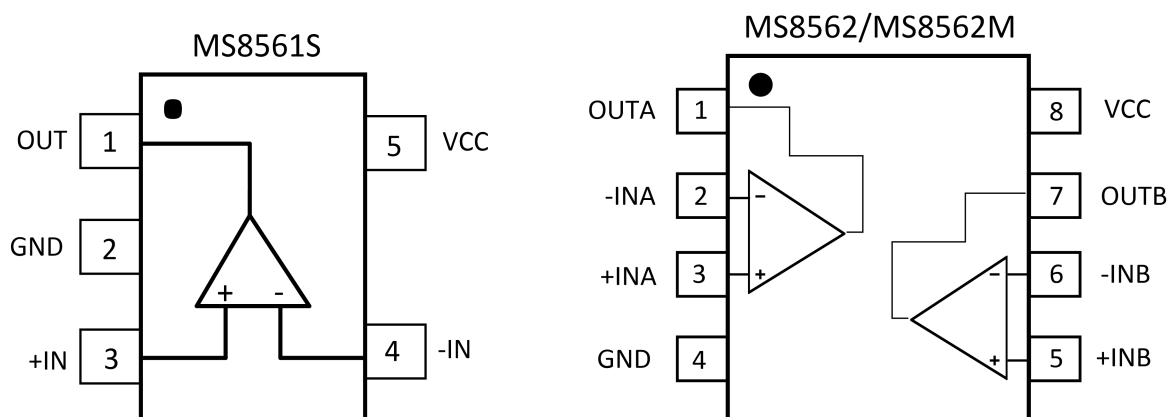 MS8561S
OUT 1
5 VCC
GND 2
+ -
+IN 3
4 -IN
MS8562/MS8562M
OUTA 1
8 VCC
-INA 2 −
7 OUTB
+INA 3 +
− 6 -INB
GND 4
+ 5 +INB